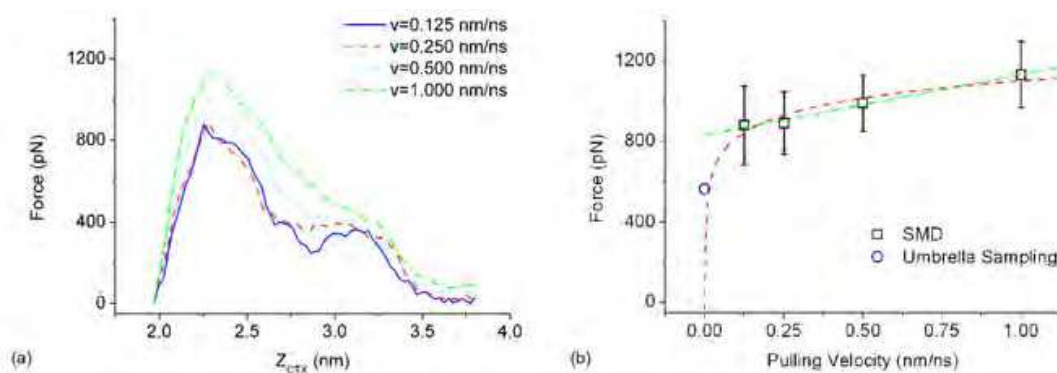 v=0.125 nm/ns
v=0.250 nm/ns
v=0.500 nm/ns
v=1.000 nm/ns
1200
800
400
0
Force (pN)
2.0 2.5 3.0 3.5 4.0
(a)
Z_CTX (nm)
1200
800
400
0
Force (pN)
SMD
Umbrella Sampling
0.00 0.25 0.50 0.75 1.00
(b)
Pulling Velocity (nm/ns)